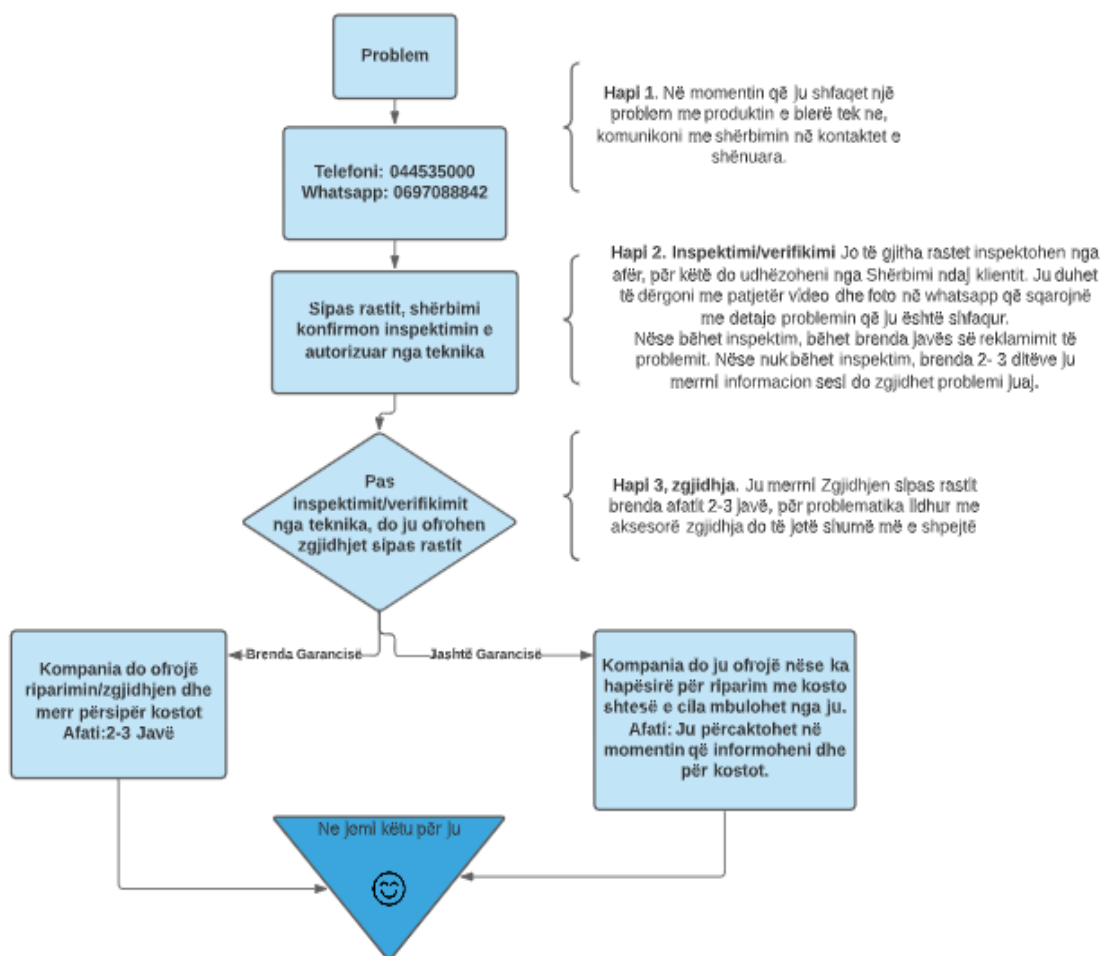 Problem
Hapi 1. Në momentin që ju shfaqet një
problem me produktin e blerë tek ne,
komunikoni me shërbimin në kontaktet e
shënuara.
Telefoni: 044535000
Whatsapp: 0697088842
Hapi 2. Inspektimi/verifikimi Jo të gjitha rastet inspektohen nga
afër, për këtë do udhëzoheni nga Shërbimi ndaj klientit. Ju duhet
të dërgoni me patjetër video dhe foto në whatsapp që sqarojnë
me detaje problemin që ju është shfaqur.
Nëse bëhet inspektim, bëhet brenda javës së reklamimit të
problemit. Nëse nuk bëhet inspektim, brenda 2- 3 ditëve ju
merrni informacion sesi do zgjidhet problemi juaj.
Sipas rastit, shërbimi
konfirmon inspektimin e
autorizuar nga teknika
Pas
inspektimit/verifikimit
nga teknika, do ju ofrohen
zgjidhjet sipas rastit
Hapi 3, zgjidhja. Ju merrni Zgjidhjen sipas rastit
brenda afatit 2-3 javë, për problematika lidhur me
aksesorë zgjidhja do të jetë shumë më e shpejtë
Brenda Garancisë
Jashtë Garancisë
Kompania do ofrojë
riparimin/zgjidhjen dhe
merr përsipër kostot
Afati:2-3 Javë
Kompania do ju ofrojë nëse ka
hapësirë për riparim me kosto
shtesë e cila mbulohet nga ju.
Afati: Ju përcaktohet në
momentin që informoheni dhe
për kostot.
Ne jemi këtu për ju